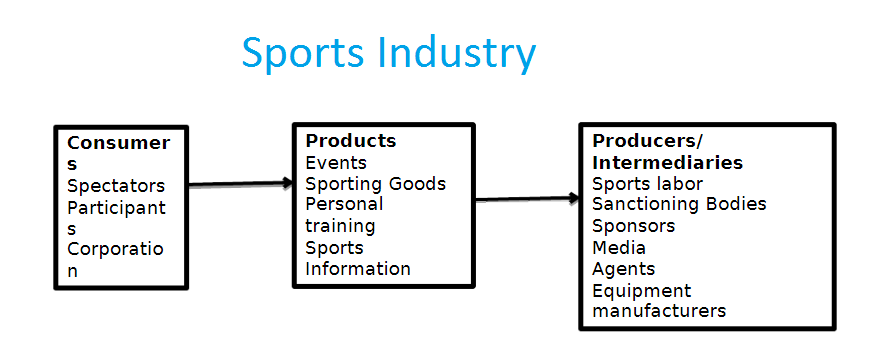 Sports Industry
Consumer
s
Spectators
Participant
s
Corporatio
n
Products
Events
Sporting Goods
Personal
training
Sports
Information
Producers/
Intermediaries
Sports labor
Sanctioning Bodies
Sponsors
Media
Agents
Equipment
manufacturers